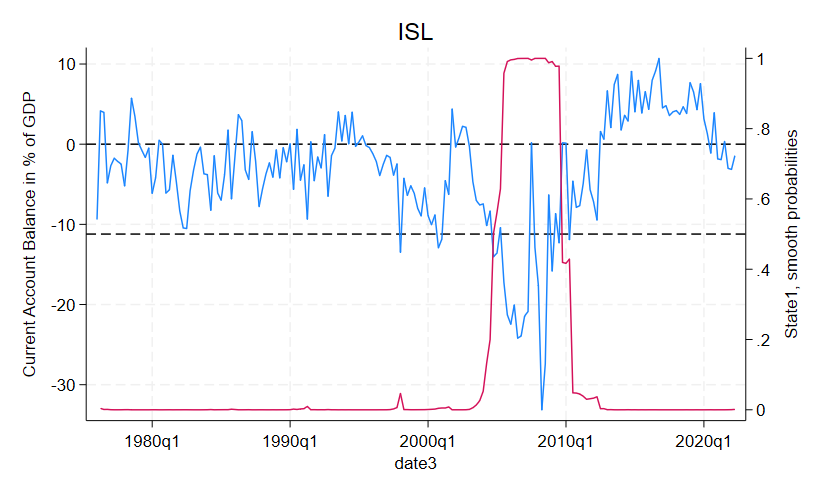 ISL
Current Account Balance in % of GDP
10
0
-10
-20
-30
1
.8
.6
.4
.2
0
State1, smooth probabilities
1980q1 1990q1 2000q1 2010q1 2020q1
date3